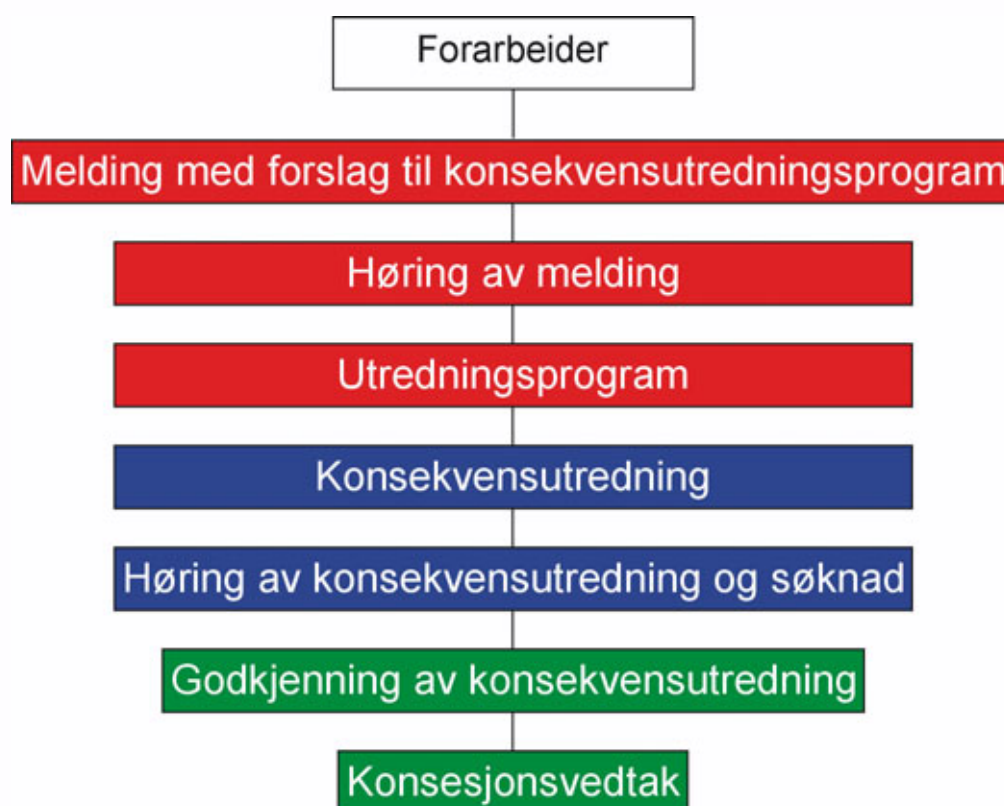 Forarbeider
Melding med forslag til konsekvensutredningsprogram
Høring av melding
Utredningsprogram
Konsekvensutredning
Høring av konsekvensutredning og søknad
Godkjenning av konsekvensutredning
Konsesjonsvedtak